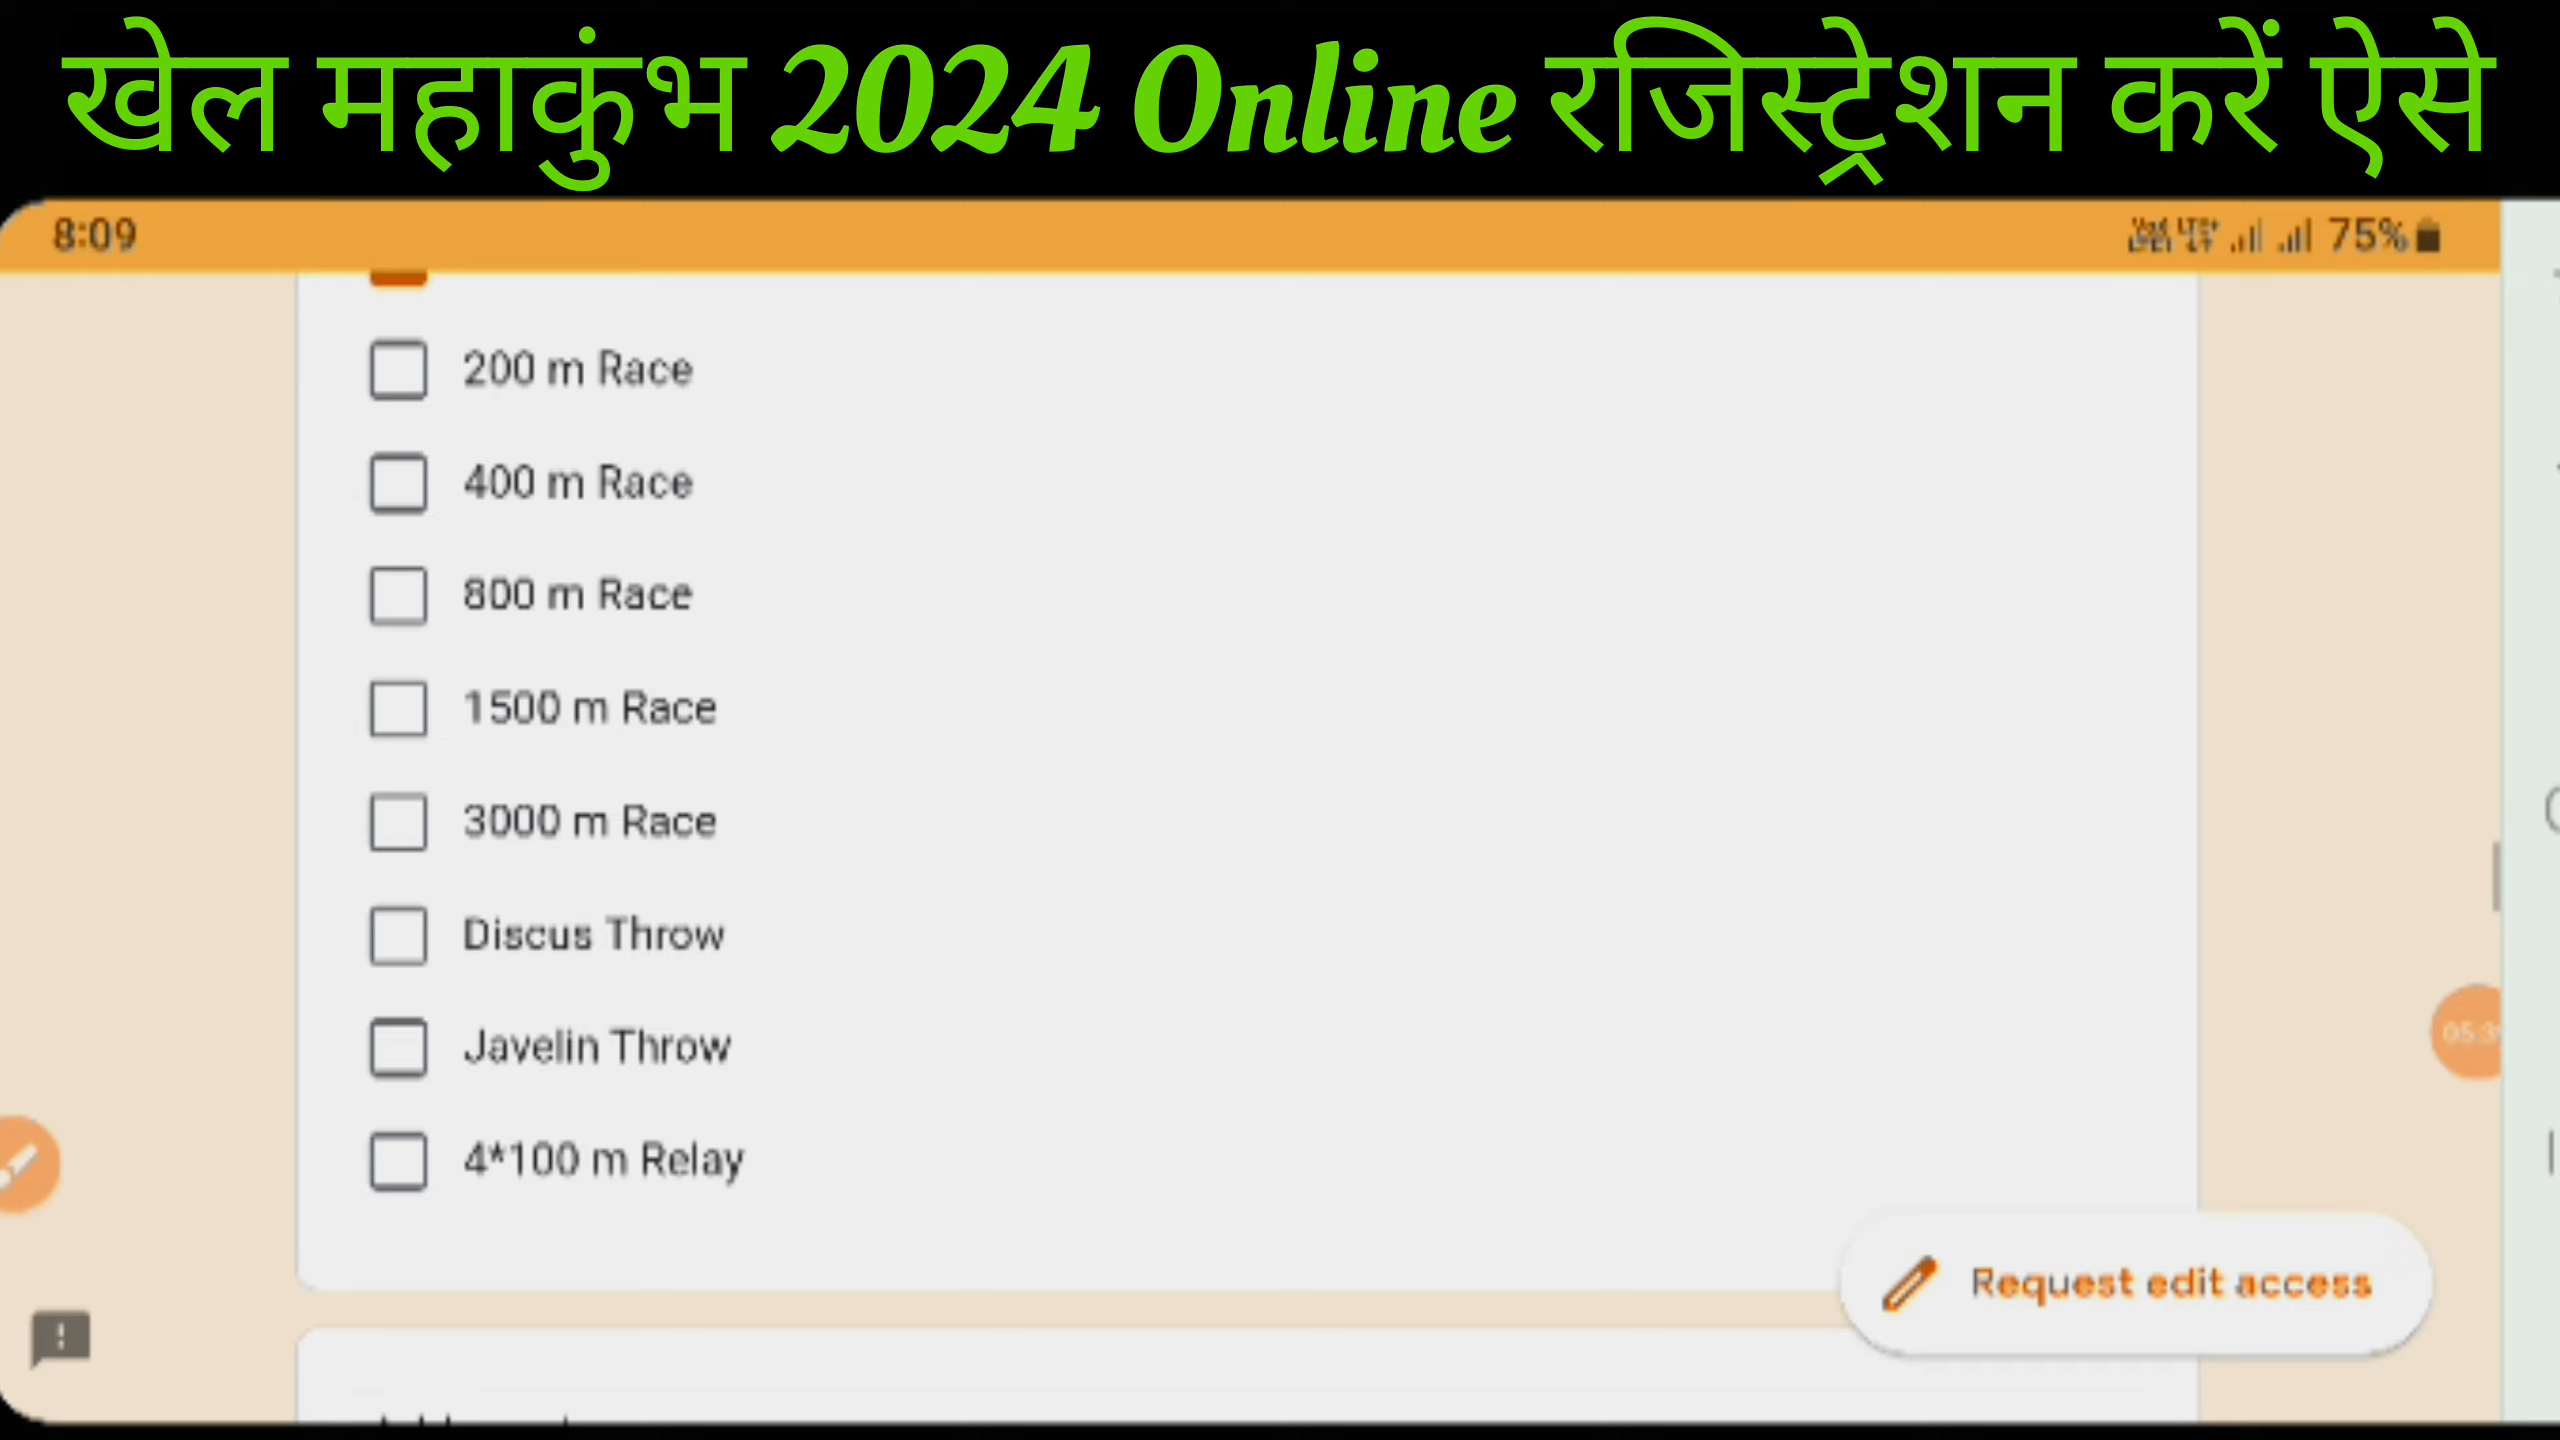 खेल महाकुंभ 2024 Online रजिस्ट्रेशन करें ऐसे
8:09
75%
200 m Race
400 m Race
800 m Race
1500 m Race
3000 m Race
Discus Throw
Javelin Throw
4*100 m Relay
Request edit access